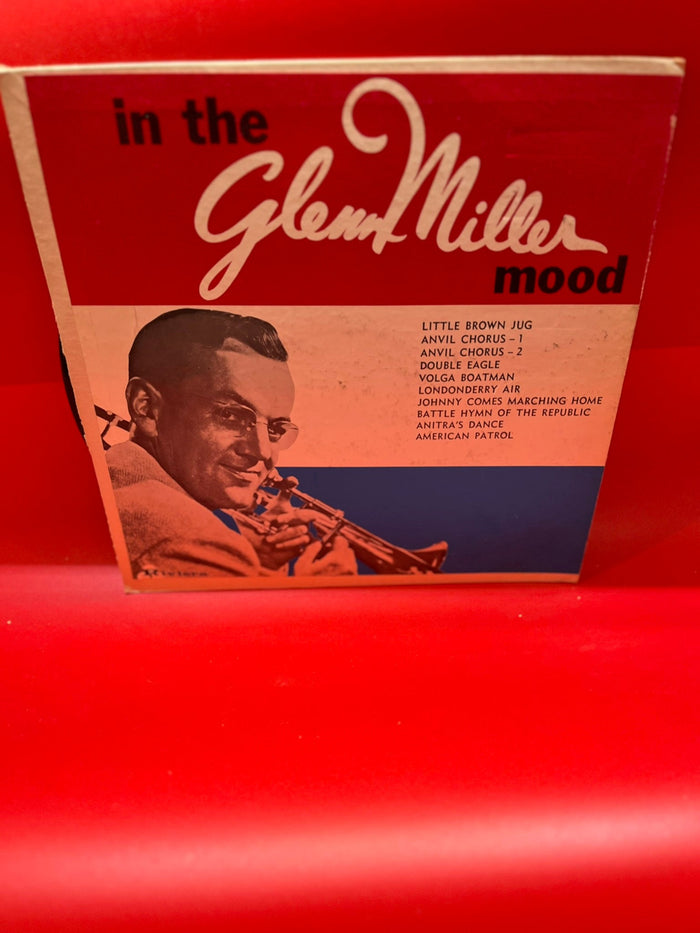 in the
Glenn Miller
mood
LITTLE BROWN JUG
ANVIL CHORUS - 1
ANVIL CHORUS - 2
DOUBLE EAGLE
VOLGA BOATMAN
LONDONDERRY AIR
JOHNNY COMES MARCHING HOME
BATTLE HYMN OF THE REPUBLIC
ANITRA'S DANCE
AMERICAN PATROL